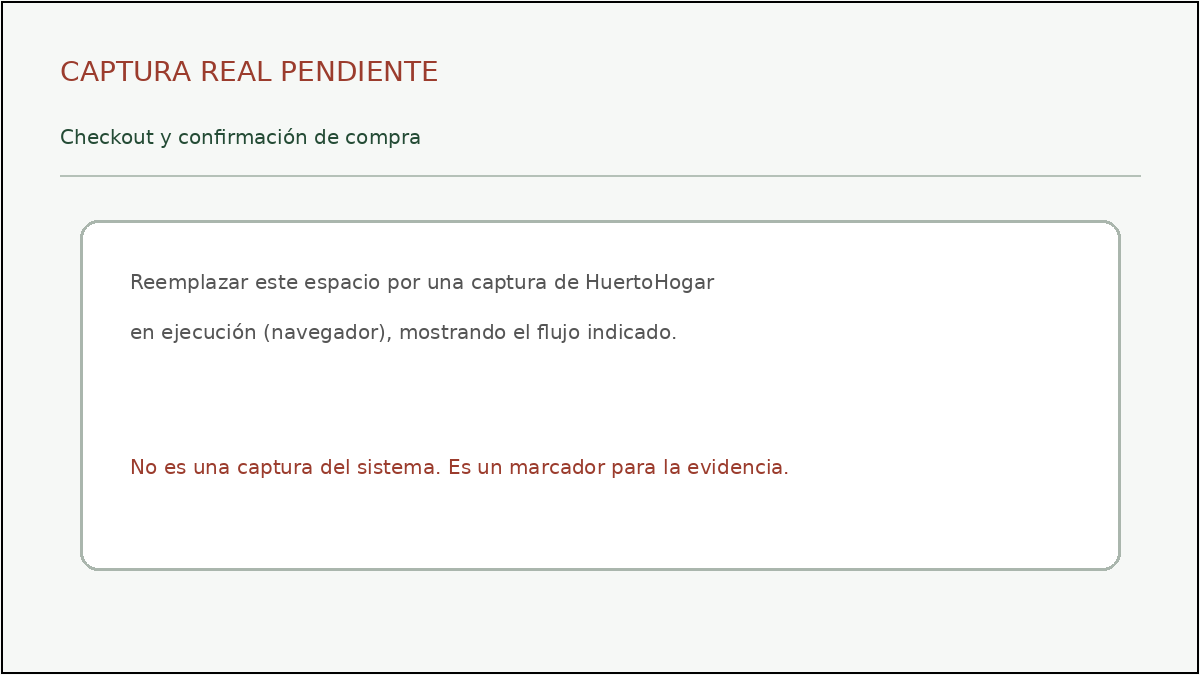 CAPTURA REAL PENDIENTE
Checkout y confirmación de compra
Reemplazar este espacio por una captura de HuertoHogar
en ejecución (navegador), mostrando el flujo indicado.
No es una captura del sistema. Es un marcador para la evidencia.